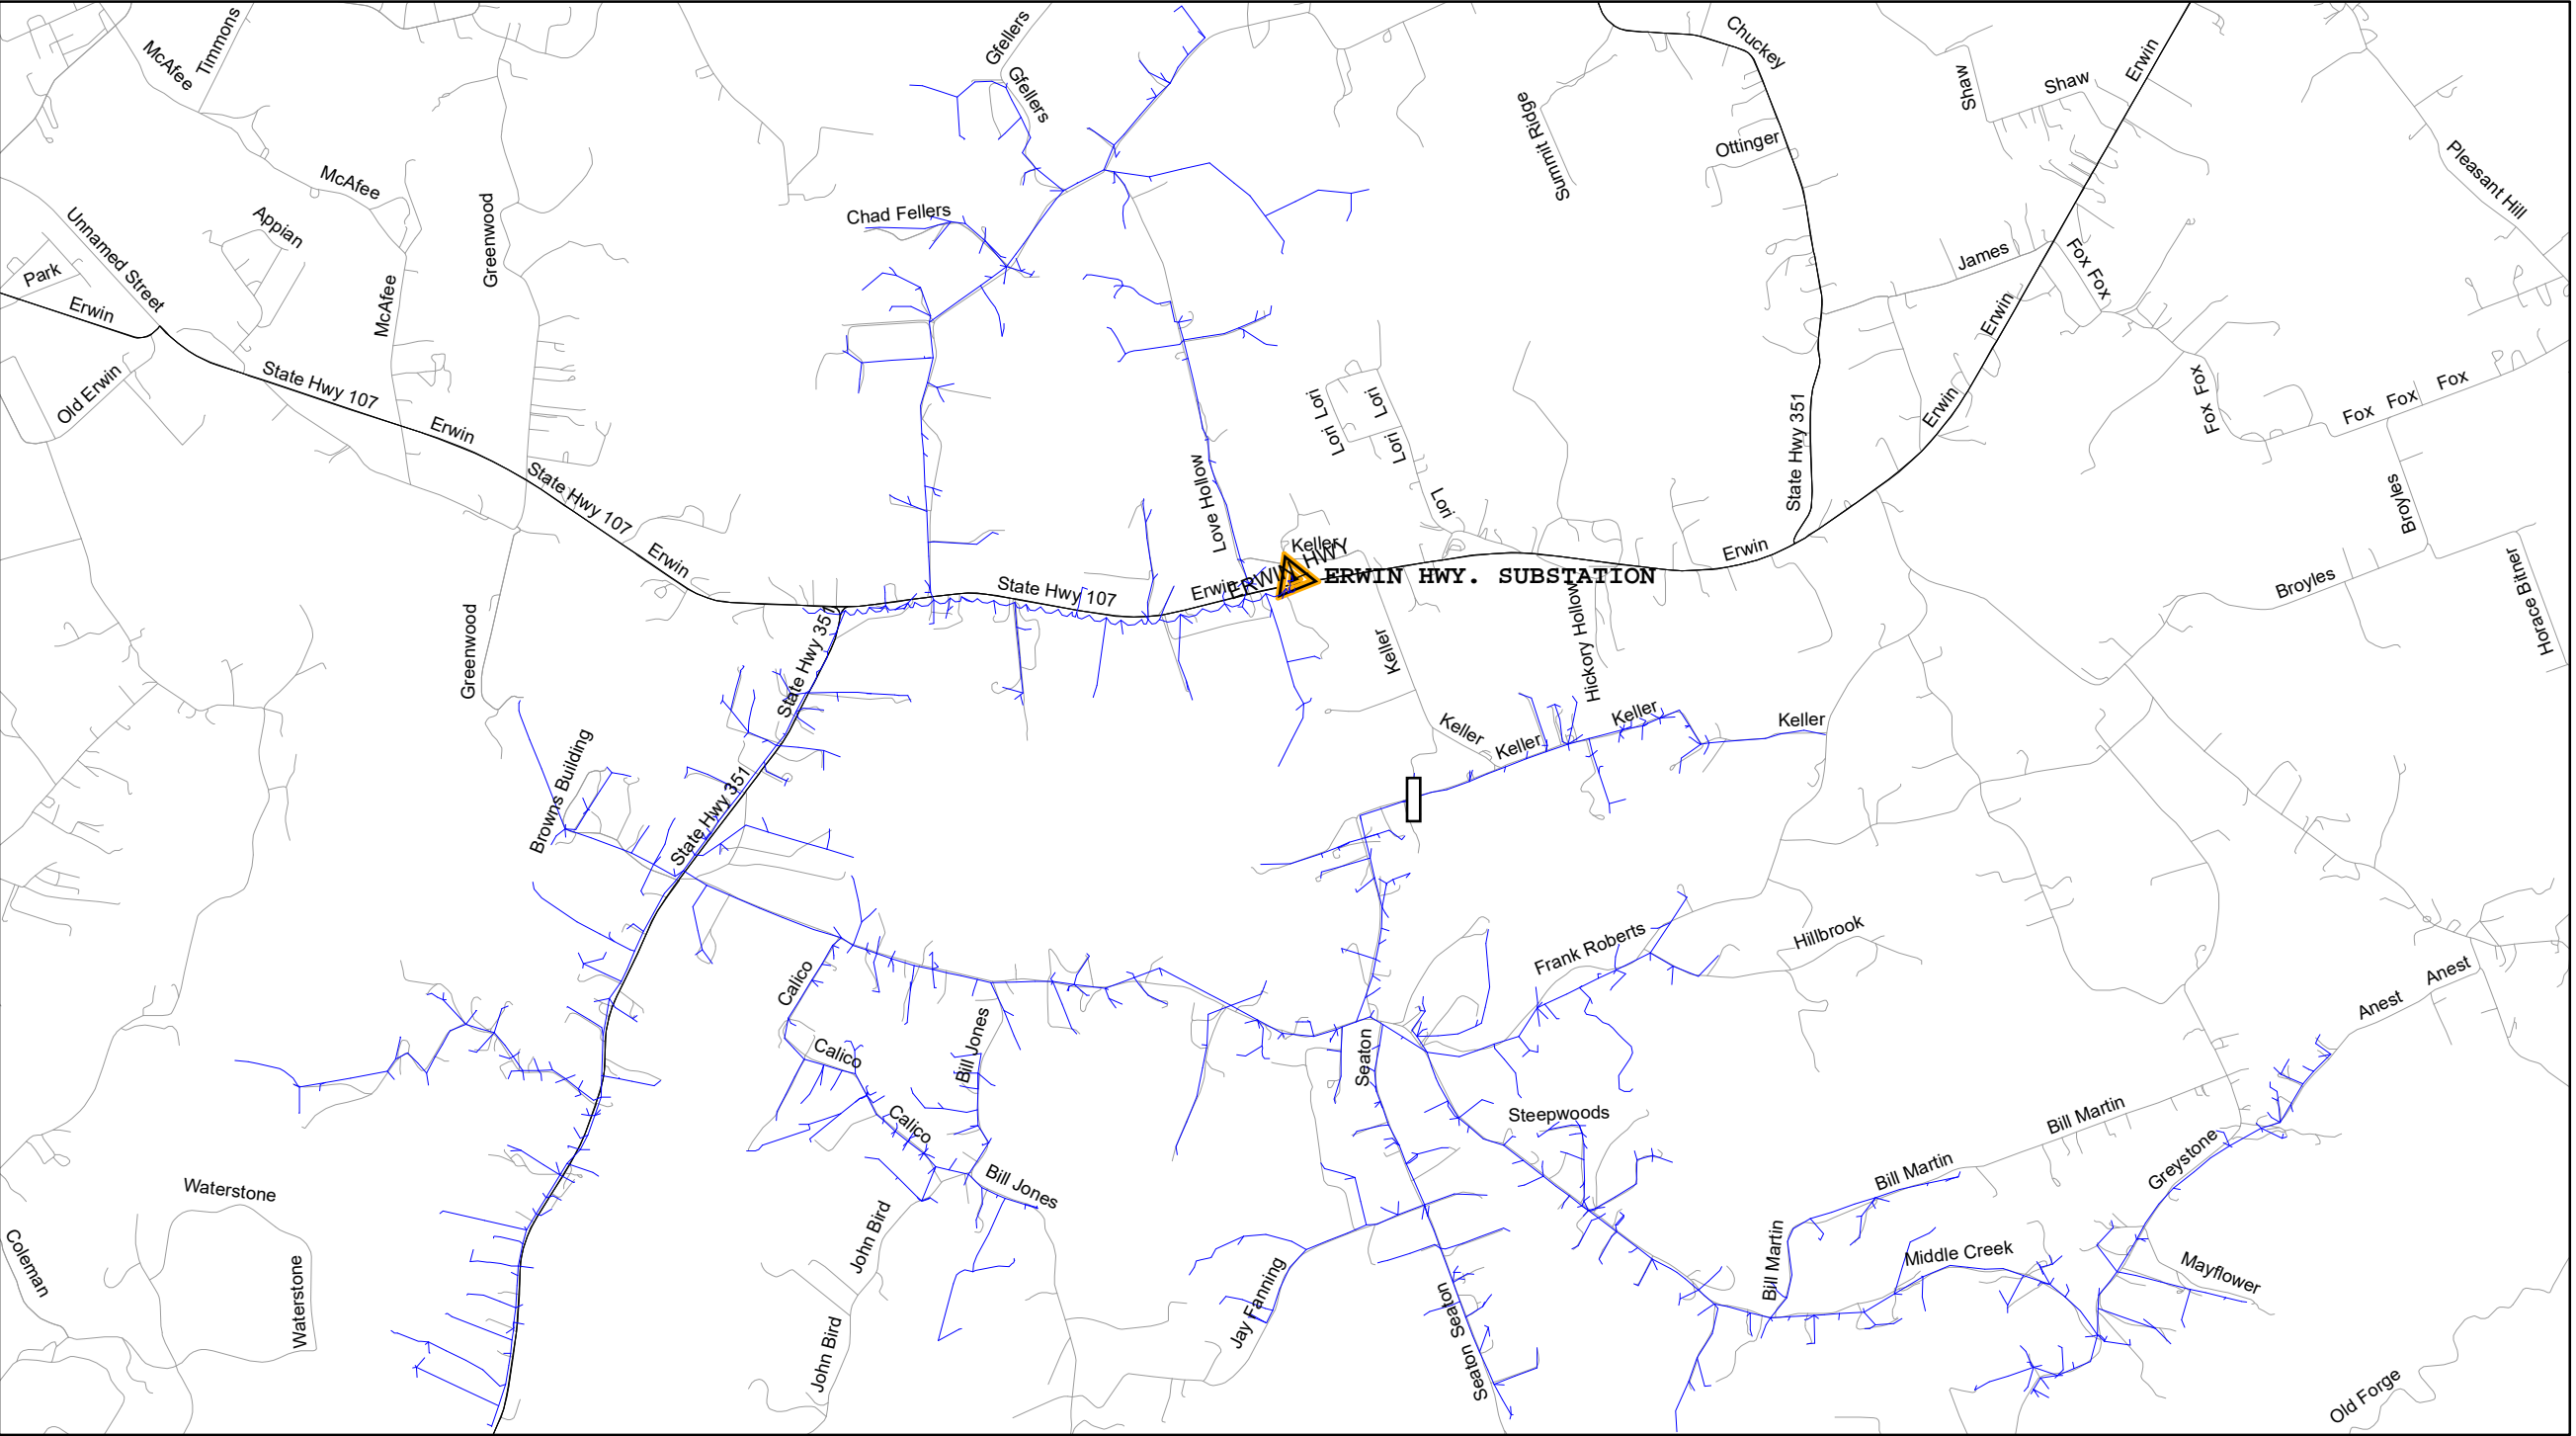 Timmons
McAfee
Gfellers
Gfellers
Chuckey
Erwin
Shaw
Shaw
Summit Ridge
Ottinger
Pleasant Hill
McAfee
Greenwood
Appian
Unnamed Street
Chad Fellers
Park
Erwin
McAfee
James
Fox Fox
Erwin
Old Erwin
State Hwy 107
Erwin
Lori
Lori
Lori
Lori
Lori
Lori
State Hwy 351
Erwin
Fox Fox
Fox
Fox
Fox
State Hwy 107
Love Hollow
Broyles
Erwin
Keller
ERWIN HWY
ERWIN HWY. SUBSTATION
Erwin
State Hwy 107
Erwin
Broyles
Horace Bitner
Greenwood
State Hwy 351
Keller
Hickory Hollow
Keller
Keller
Keller
Keller
Browns Building
State Hwy 351
Calico
Frank Roberts
Hillbrook
Anest
Anest
Calico
Bill Jones
Seaton
Calico
Steepwoods
Bill Martin
Bill Martin
Greystone
Waterstone
Bill Jones
John Bird
Coleman
Waterstone
Bill Martin
Middle Creek
Mayflower
Jay Fanning
Seaton
Seaton
Seaton
John Bird
Old Forge